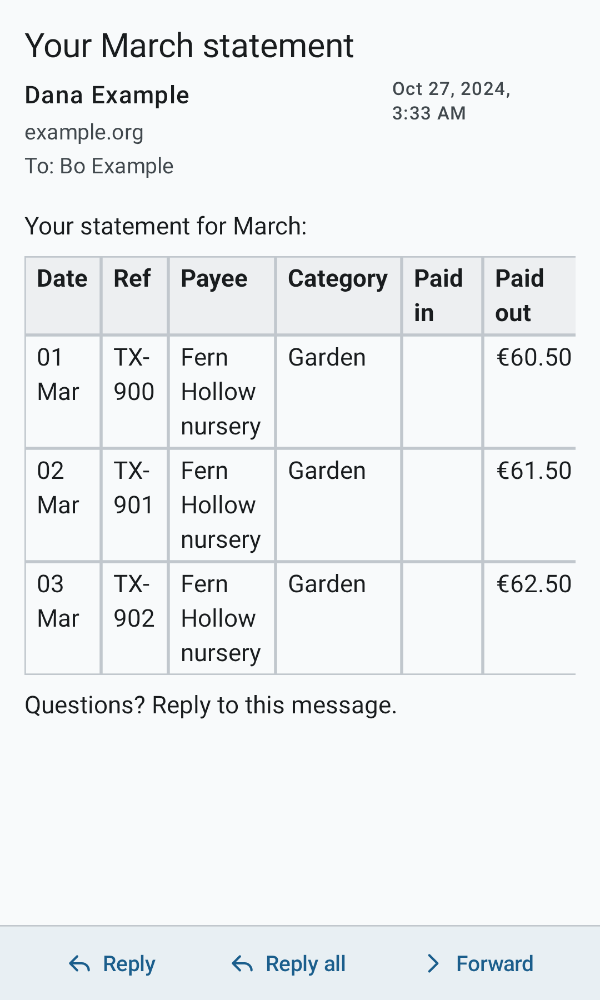 Your March statement
Dana Example
Oct 27, 2024,
3:33 AM
example.org
To: Bo Example
Your statement for March:
Date Ref Payee Category Paid in Paid out
01 Mar TX-900 Fern Hollow nursery Garden €60.50
02 Mar TX-901 Fern Hollow nursery Garden €61.50
03 Mar TX-902 Fern Hollow nursery Garden €62.50
Questions? Reply to this message.
Reply Reply all Forward